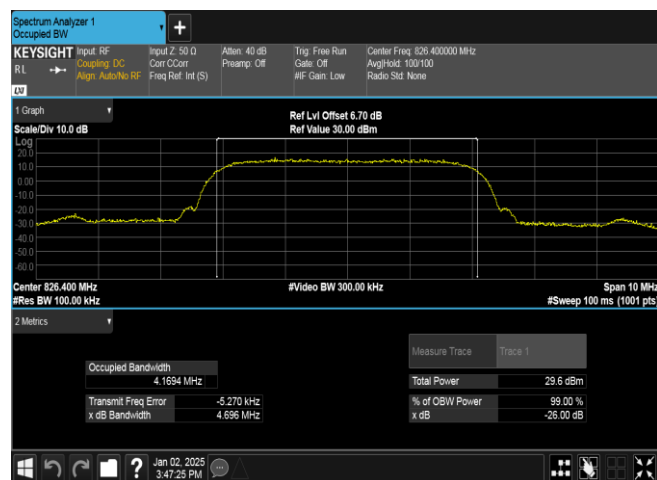 Spectrum Analyzer 1
Occupied BW
+
KEYSIGHT
RL
LXI
Input: RF
Coupling: DC
Align: Auto/No RF
Input Z: 50 Ω
Corr CCorr
Freq Ref: Int (S)
Atten: 40 dB
Preamp: Off
Trig: Free Run
Gate: Off
#IF Gain: Low
Center Freq: 826.400000 MHz
Avg|Hold: 100/100
Radio Std: None
1 Graph
Scale/Div 10.0 dB
Ref Lvl Offset 6.70 dB
Ref Value 30.00 dBm
Log
20.0
10.0
0.00
-10.0
-20.0
-30.0
-40.0
-50.0
-60.0
Center 826.400 MHz
#Res BW 100.00 kHz
#Video BW 300.00 kHz
Span 10 MHz
#Sweep 100 ms (1001 pts)
2 Metrics
Measure Trace Trace 1
Occupied Bandwidth
4.1694 MHz
Total Power 29.6 dBm
Transmit Freq Error -5.270 kHz
% of OBW Power 99.00 %
x dB Bandwidth 4.696 MHz
x dB -26.00 dB
?
Jan 02, 2025
3:47:25 PM